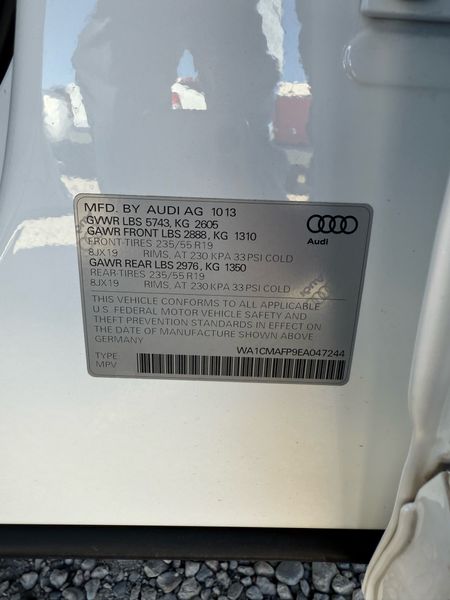 MFD. BY AUDI AG 10 13
GVWR LBS 5743, KG 2605
GAWR FRONT LBS 2888, KG 1310
FRONT-TIRES 235/55 R19
8JX19 RIMS, AT 230 KPA 33 PSI COLD
GAWR REAR LBS 2976, KG 1350
REAR-TIRES 235/55 R19
8JX19 RIMS, AT 230 KPA 33 PSI COLD
Audi
THIS VEHICLE CONFORMS TO ALL APPLICABLE
U.S FEDERAL MOTOR VEHICLE SAFETY AND
THEFT PREVENTION STANDARDS IN EFFECT ON
THE DATE OF MANUFACTURE SHOWN ABOVE
GERMANY
WA1CMAFP9EA047244
TYPE:
MPV